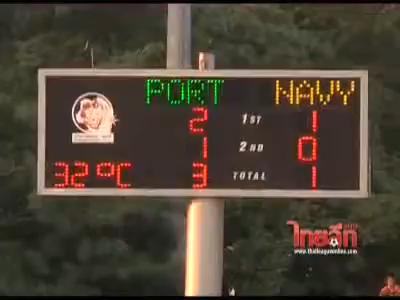 PORT NAVY
2 1ST 1
1 2ND 0
32°C 3 TOTAL 1
ไทยลีก
www.thaileagueonline.com